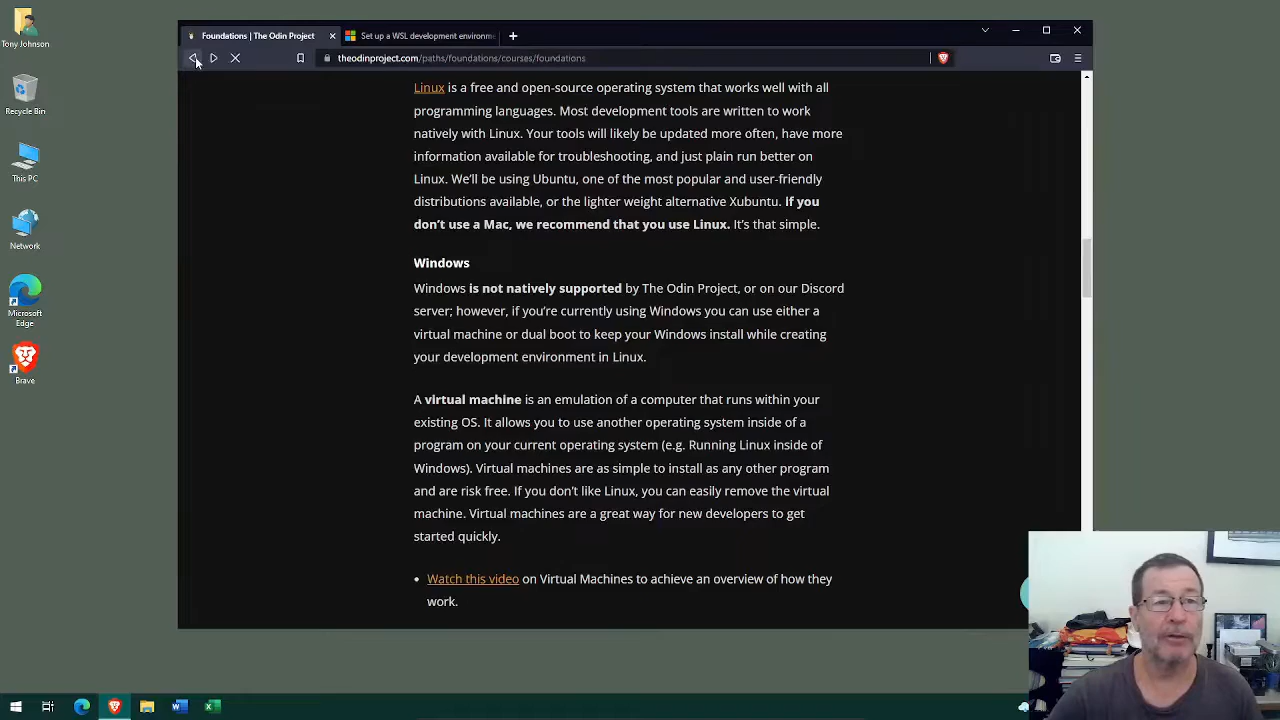 Tony Johnson
Recycle Bin
This PC
Network
Microsoft
Edge
Brave
Foundations | The Odin Project
Set up a WSL development environme
theodinproject.com/paths/foundations/courses/foundations
Linux is a free and open-source operating system that works well with all
programming languages. Most development tools are written to work
natively with Linux. Your tools will likely be updated more often, have more
information available for troubleshooting, and just plain run better on
Linux. We’ll be using Ubuntu, one of the most popular and user-friendly
distributions available, or the lighter weight alternative Xubuntu. If you
don’t use a Mac, we recommend that you use Linux. It’s that simple.
Windows
Windows is not natively supported by The Odin Project, or on our Discord
server; however, if you’re currently using Windows you can use either a
virtual machine or dual boot to keep your Windows install while creating
your development environment in Linux.
A virtual machine is an emulation of a computer that runs within your
existing OS. It allows you to use another operating system inside of a
program on your current operating system (e.g. Running Linux inside of
Windows). Virtual machines are as simple to install as any other program
and are risk free. If you don’t like Linux, you can easily remove the virtual
machine. Virtual machines are a great way for new developers to get
started quickly.
• Watch this video on Virtual Machines to achieve an overview of how they
work.